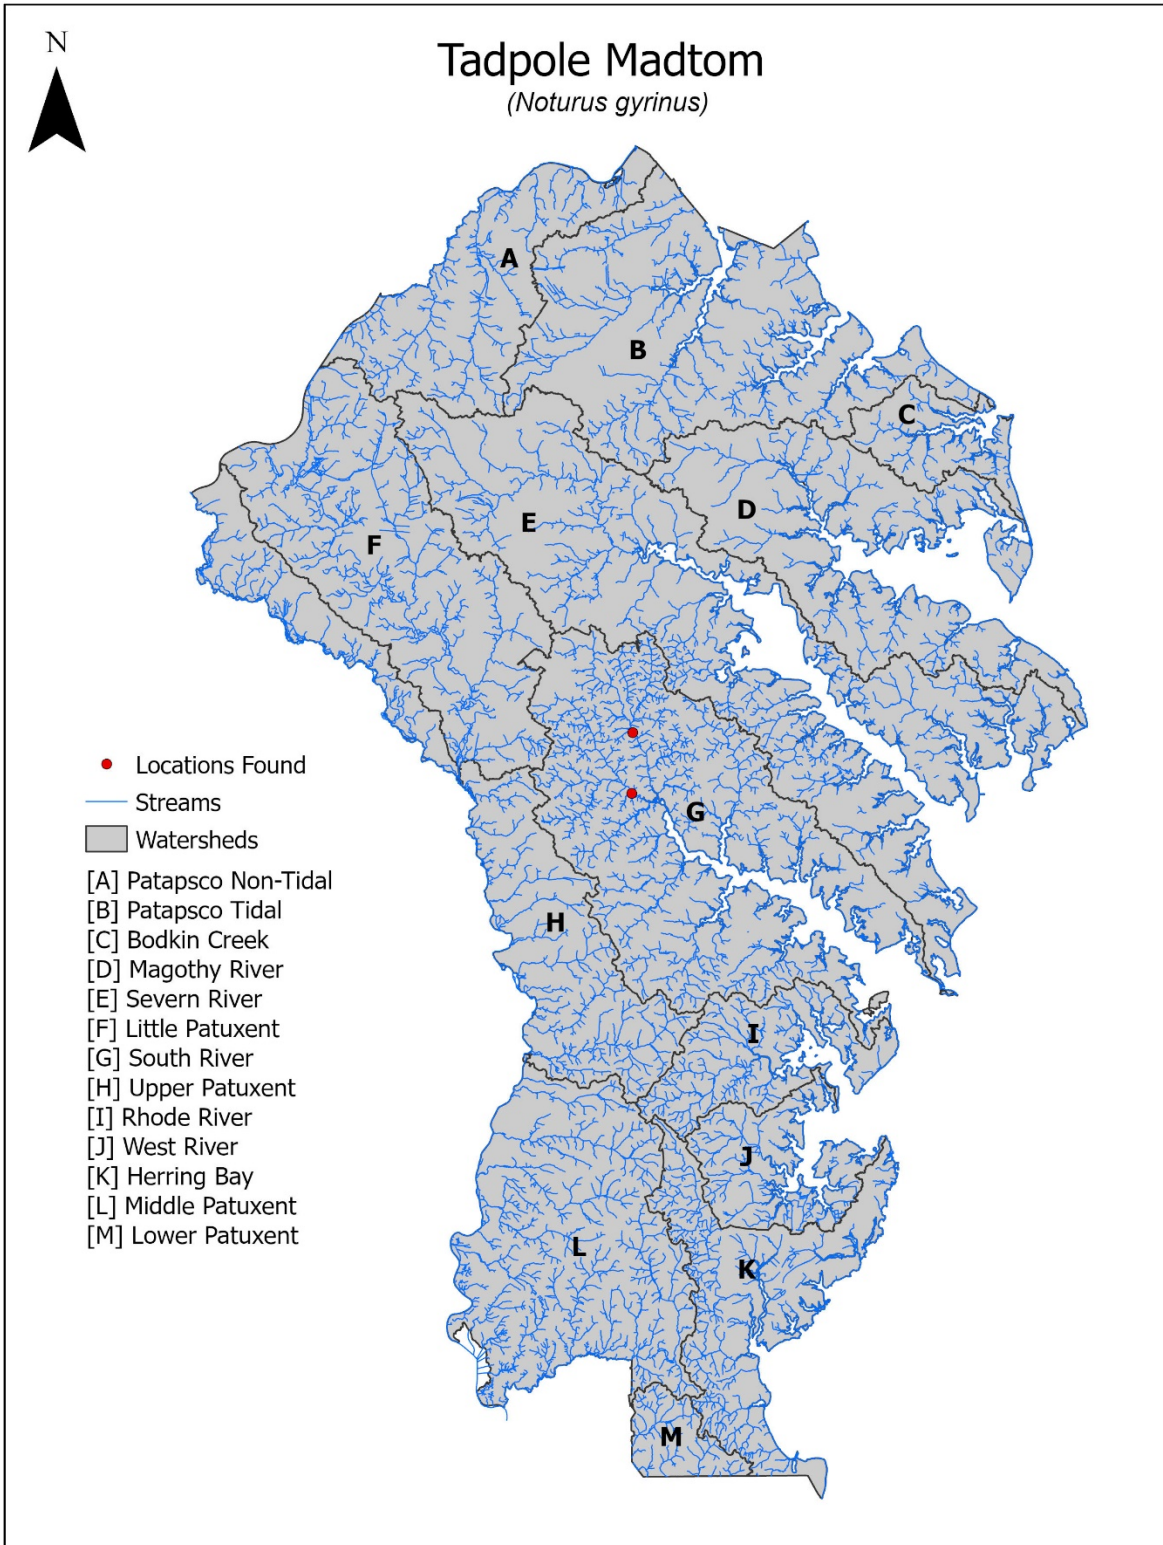 N
Tadpole Madtom
(Noturus gyrinus)
A
B
C
D
E
F
G
H
I
J
K
L
M
Locations Found
Streams
Watersheds
[A] Patapsco Non-Tidal
[B] Patapsco Tidal
[C] Bodkin Creek
[D] Magothy River
[E] Severn River
[F] Little Patuxent
[G] South River
[H] Upper Patuxent
[I] Rhode River
[J] West River
[K] Herring Bay
[L] Middle Patuxent
[M] Lower Patuxent